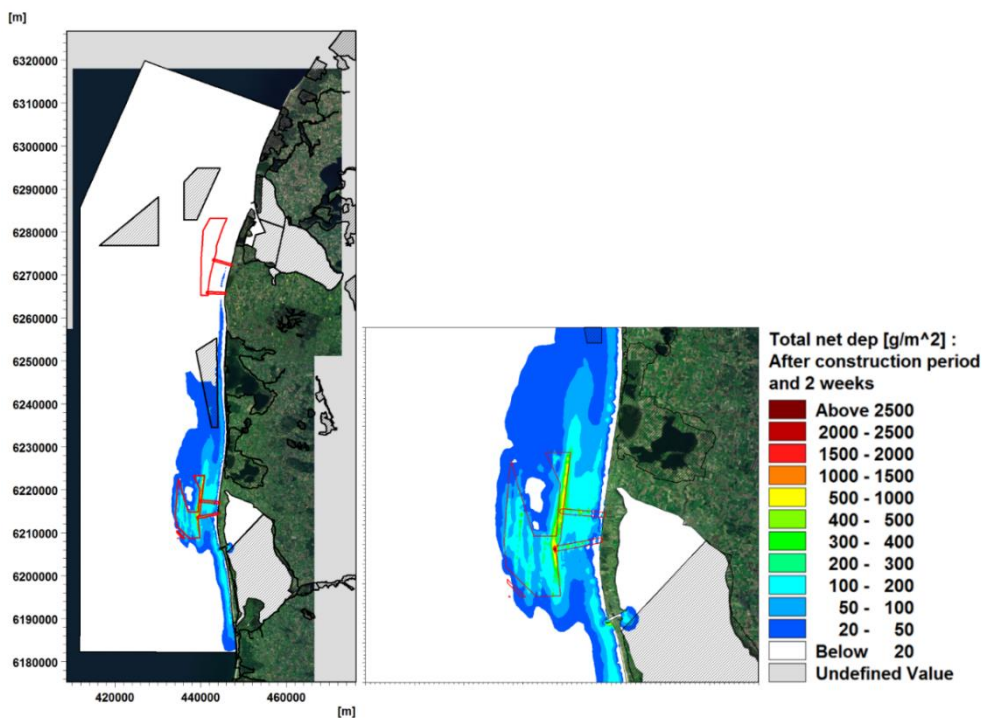 [m]
6320000
6310000
6300000
6290000
6280000
6270000
6260000
6250000
6240000
6230000
6220000
6210000
6200000
6190000
6180000
420000 440000 460000
[m]
Total net dep [g/m^2] :
After construction period
and 2 weeks
Above 2500
2000 - 2500
1500 - 2000
1000 - 1500
500 - 1000
400 - 500
300 - 400
200 - 300
100 - 200
50 - 100
20 - 50
Below 20
Undefined Value